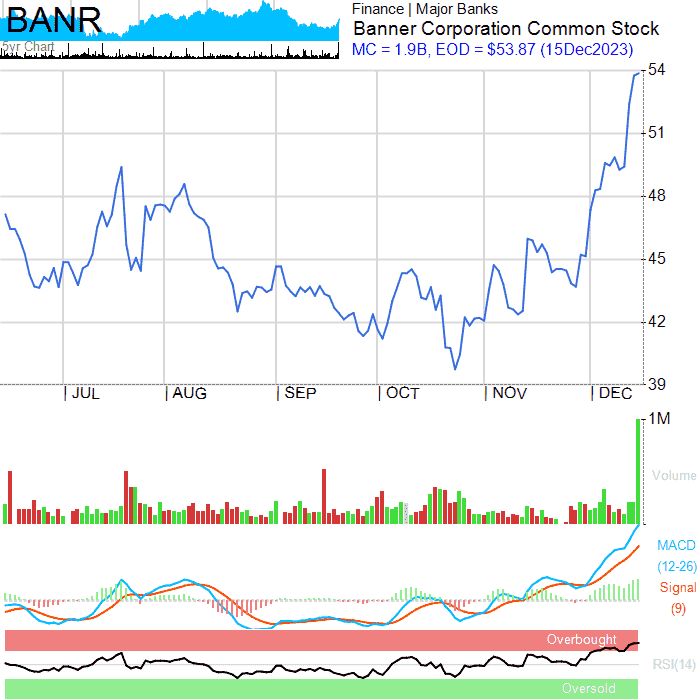 BANR
5yr Chart
Finance | Major Banks
Banner Corporation Common Stock
MC = 1.9B, EOD = $53.87 (15Dec2023)
54
51
48
45
42
39
JUL AUG SEP OCT NOV DEC
1M
Volume
MACD
(12-26)
Signal
(9)
Overbought
RSI(14)
Oversold